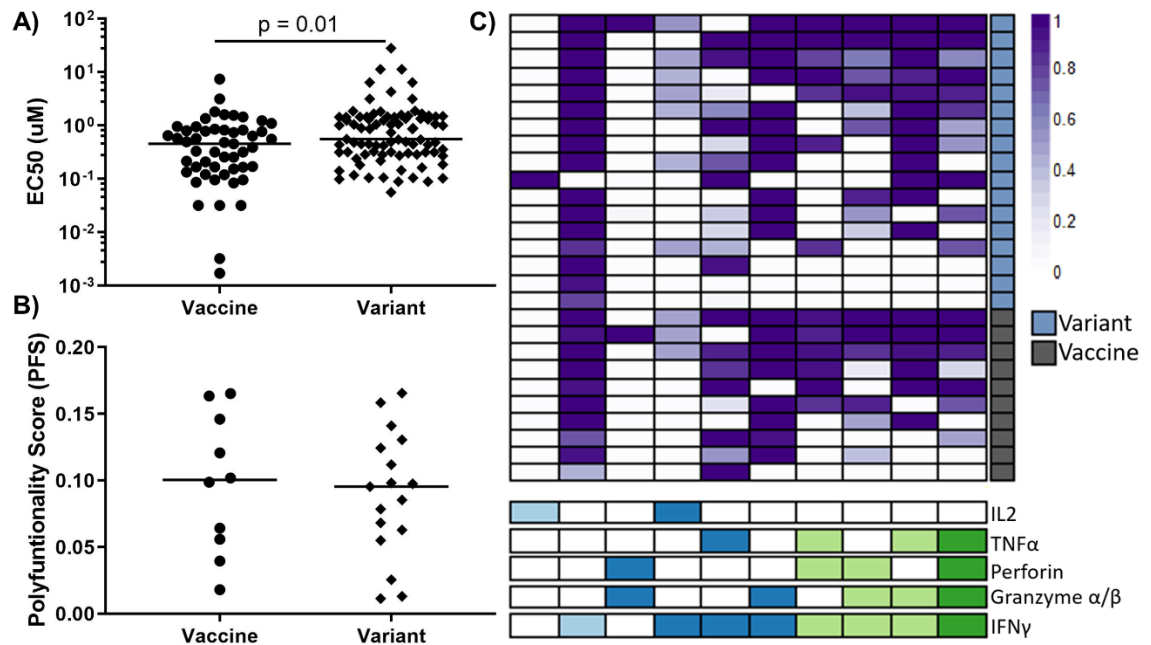 A)
p = 0.01
EC50 (uM)
10²
10¹
10⁰
10⁻¹
10⁻²
10⁻³
Vaccine
Variant
B)
Polyfuntionality Score (PFS)
0.20
0.15
0.10
0.05
0.00
Vaccine
Variant
C)
1
0.8
0.6
0.4
0.2
0
Variant
Vaccine
IL2
TNFα
Perforin
Granzyme α/β
IFNγ